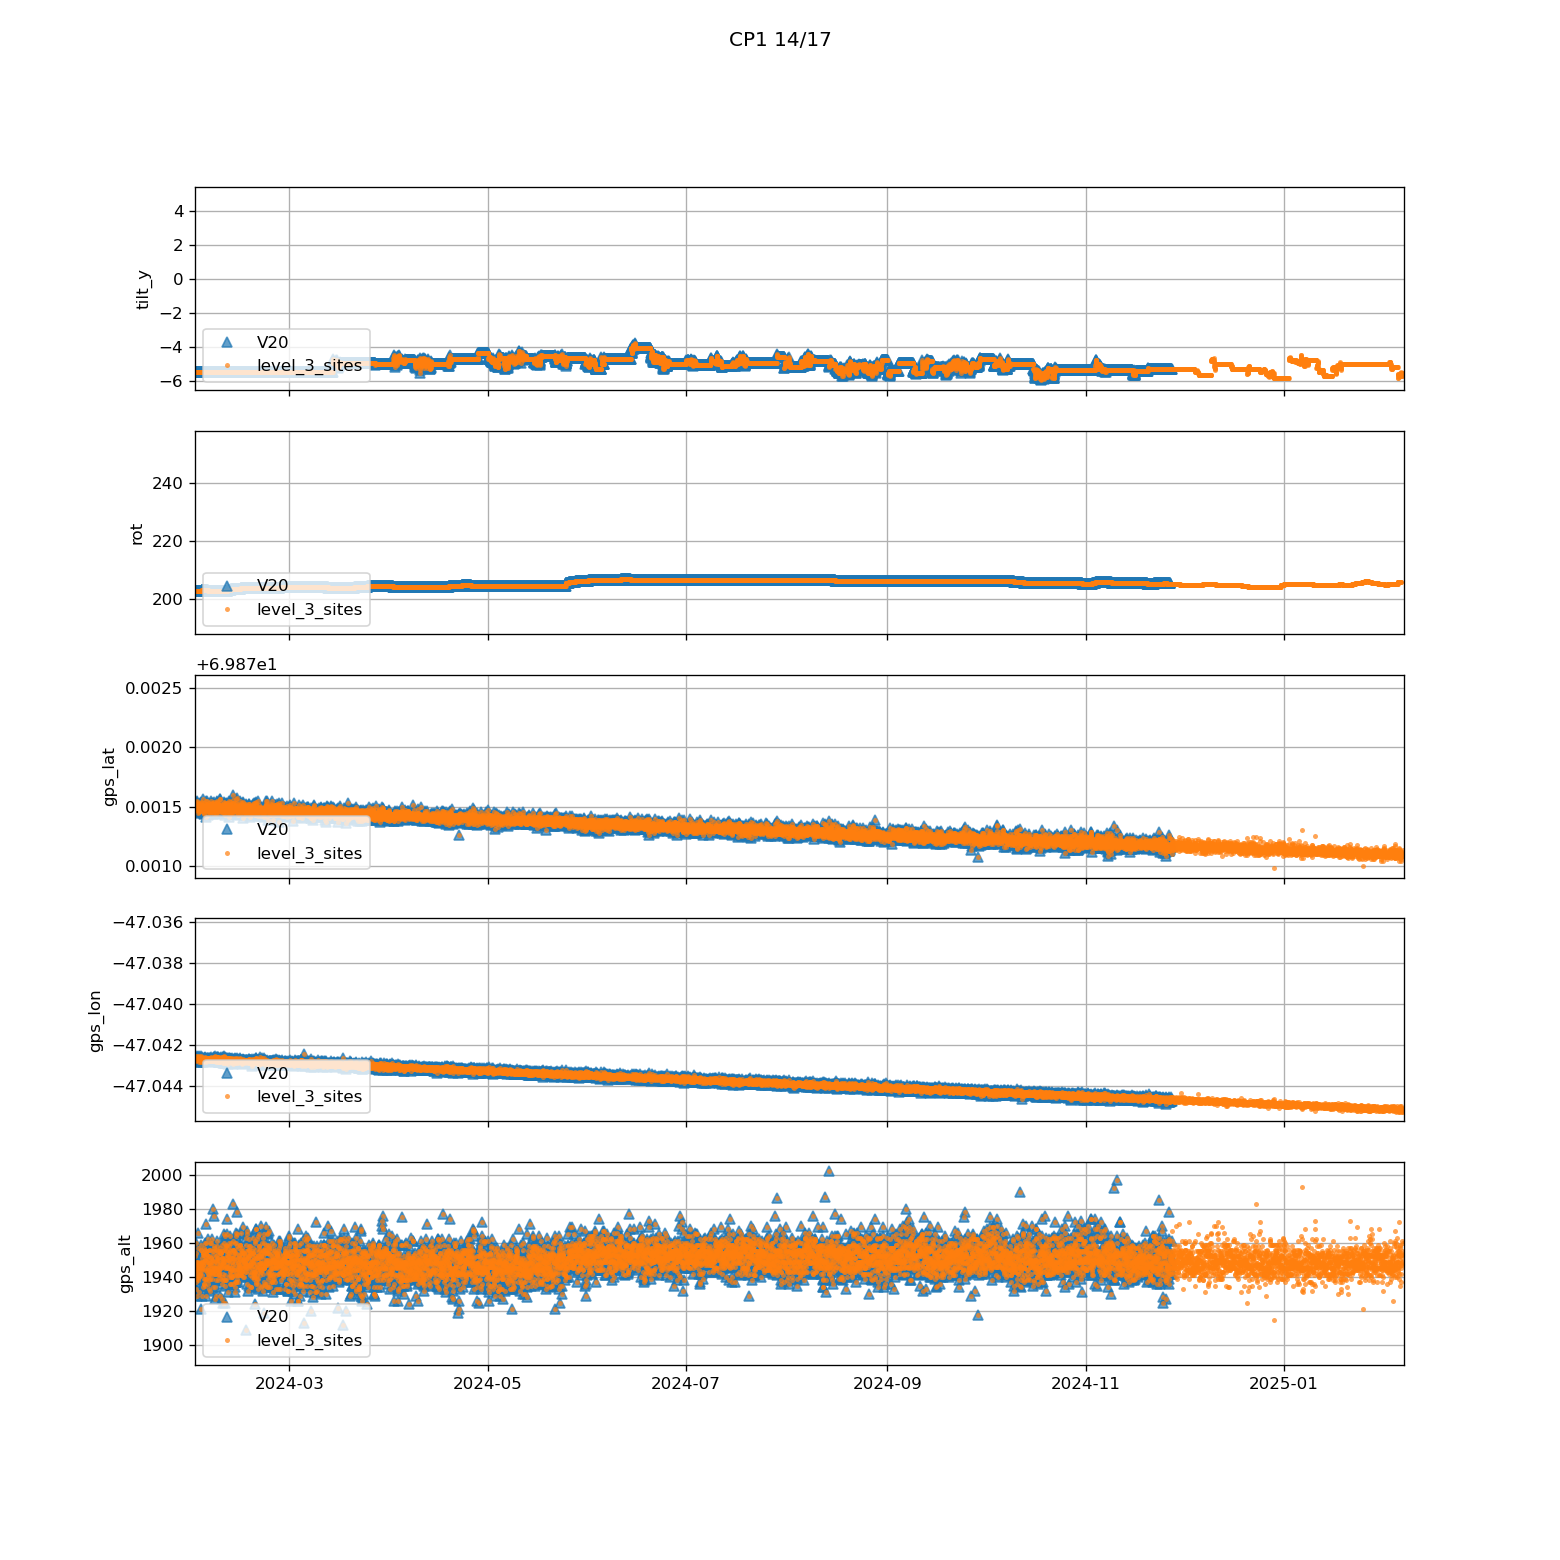 CP1 14/17
4
2
0
−2
−4
−6
tilt_y
V20
level_3_sites
240
220
200
rot
V20
level_3_sites
+6.987e1
0.0025
0.0020
0.0015
0.0010
gps_lat
V20
level_3_sites
−47.036
−47.038
−47.040
−47.042
−47.044
gps_lon
V20
level_3_sites
2000
1980
1960
1940
1920
1900
gps_alt
V20
level_3_sites
2024-03
2024-05
2024-07
2024-09
2024-11
2025-01